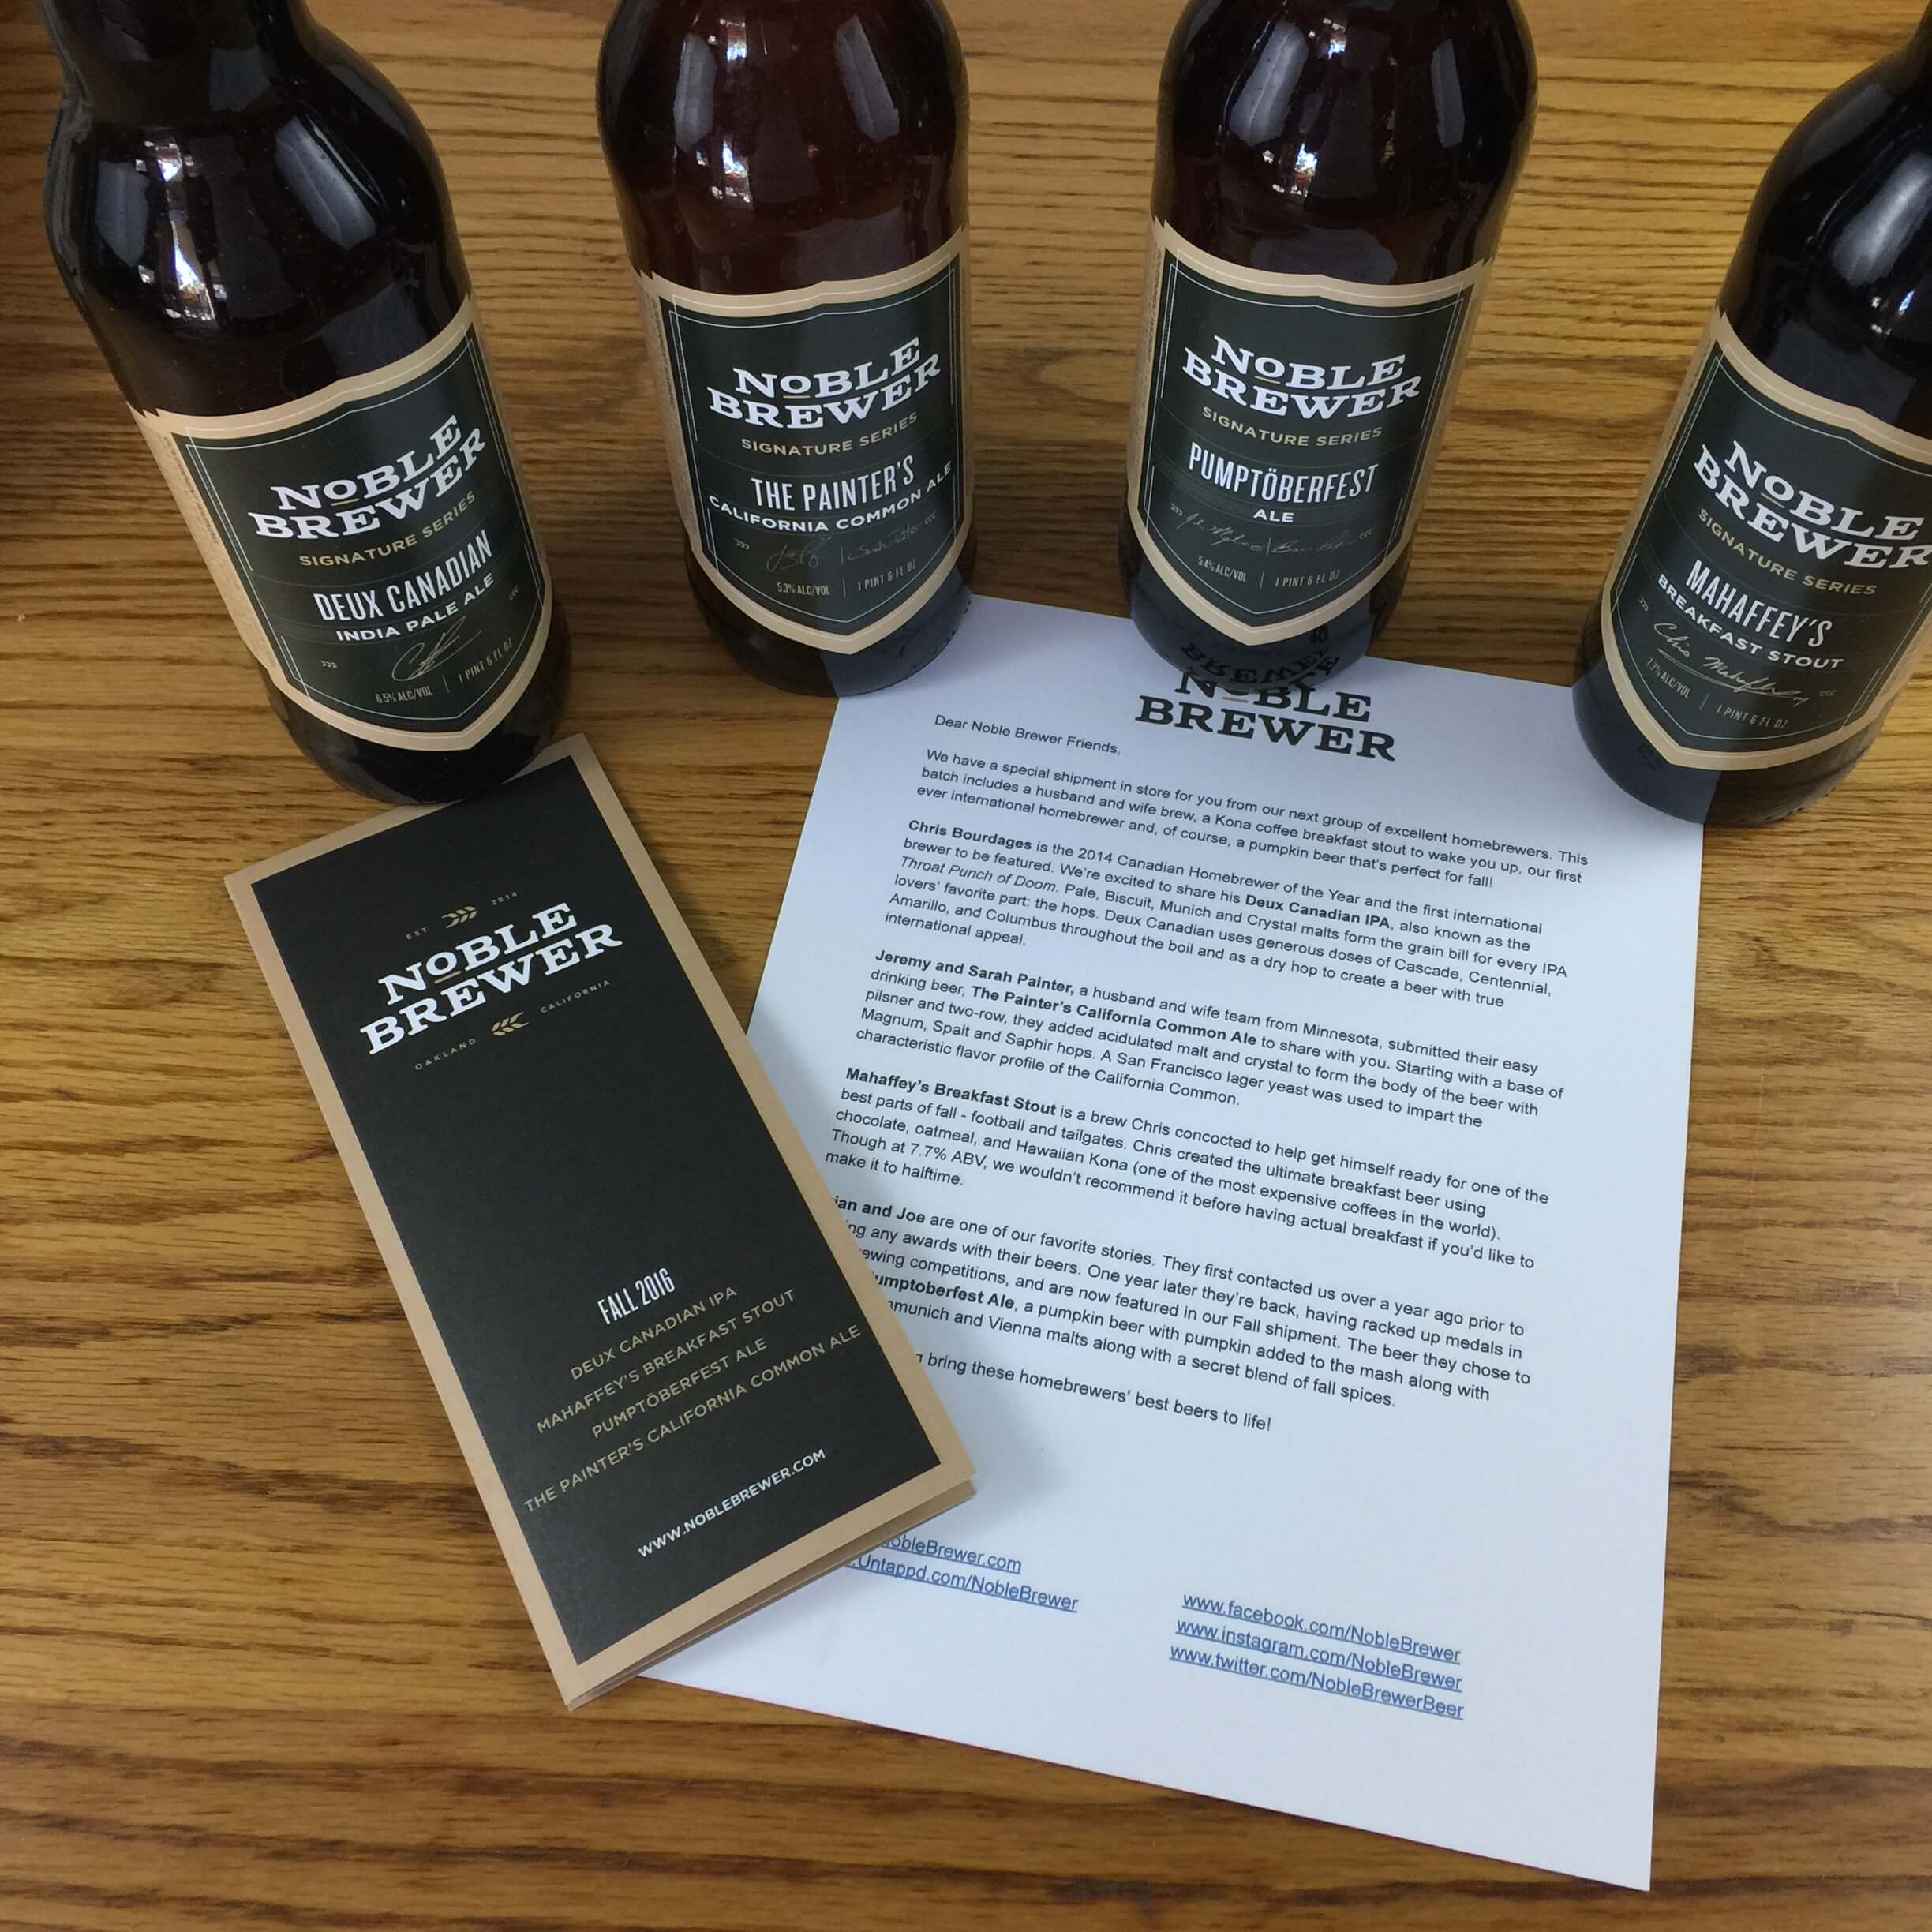 NOBLE
BREWER
SIGNATURE SERIES
DEUX CANADIAN
INDIA PALE ALE
6.5% ALC/VOL | 1 PINT 6 FL OZ
NOBLE
BREWER
SIGNATURE SERIES
THE PAINTER'S
CALIFORNIA COMMON ALE
5.3% ALC/VOL | 1 PINT 6 FL OZ
NOBLE
BREWER
SIGNATURE SERIES
PUMPTÖBERFEST
ALE
5.4% ALC/VOL | 1 PINT 6 FL OZ
NOBLE
BREWER
SIGNATURE SERIES
MAHAFFEY'S
BREAKFAST STOUT
Chris Mahaffey
7.7% ALC/VOL | 1 PINT 6 FL OZ
EST 2014
NOBLE
BREWER
OAKLAND CALIFORNIA
FALL 2016
DEUX CANADIAN IPA
MAHAFFEY'S BREAKFAST STOUT
PUMPTÖBERFEST ALE
THE PAINTER'S CALIFORNIA COMMON ALE
WWW.NOBLEBREWER.COM
NOBLE
BREWER
Dear Noble Brewer Friends,
We have a special shipment in store for you from our next group of excellent homebrewers. This
batch includes a husband and wife brew, a Kona coffee breakfast stout to wake you up, our first
ever international homebrewer and, of course, a pumpkin beer that's perfect for fall!
Chris Bourdages is the 2014 Canadian Homebrewer of the Year and the first international
brewer to be featured. We're excited to share his Deux Canadian IPA, also known as the
Throat Punch of Doom. Pale, Biscuit, Munich and Crystal malts form the grain bill for every IPA
lovers' favorite part: the hops. Deux Canadian uses generous doses of Cascade, Centennial,
Amarillo, and Columbus throughout the boil and as a dry hop to create a beer with true
international appeal.
Jeremy and Sarah Painter, a husband and wife team from Minnesota, submitted their easy
drinking beer, The Painter's California Common Ale to share with you. Starting with a base of
pilsner and two-row, they added acidulated malt and crystal to form the body of the beer with
Magnum, Spalt and Saphir hops. A San Francisco lager yeast was used to impart the
characteristic flavor profile of the California Common.
Mahaffey's Breakfast Stout is a brew Chris concocted to help get himself ready for one of the
best parts of fall - football and tailgates. Chris created the ultimate breakfast beer using
chocolate, oatmeal, and Hawaiian Kona (one of the most expensive coffees in the world).
Though at 7.7% ABV, we wouldn't recommend it before having actual breakfast if you'd like to
make it to halftime.
and Joe are one of our favorite stories. They first contacted us over a year ago prior to
any awards with their beers. One year later they're back, having racked up medals in
competitions, and are now featured in our Fall shipment. The beer they chose to
Pumptoberfest Ale, a pumpkin beer with pumpkin added to the mash along with
and Vienna malts along with a secret blend of fall spices.
bring these homebrewers' best beers to life!
NobleBrewer.com
Untappd.com/NobleBrewer
www.facebook.com/NobleBrewer
www.instagram.com/NobleBrewer
www.twitter.com/NobleBrewerBeer